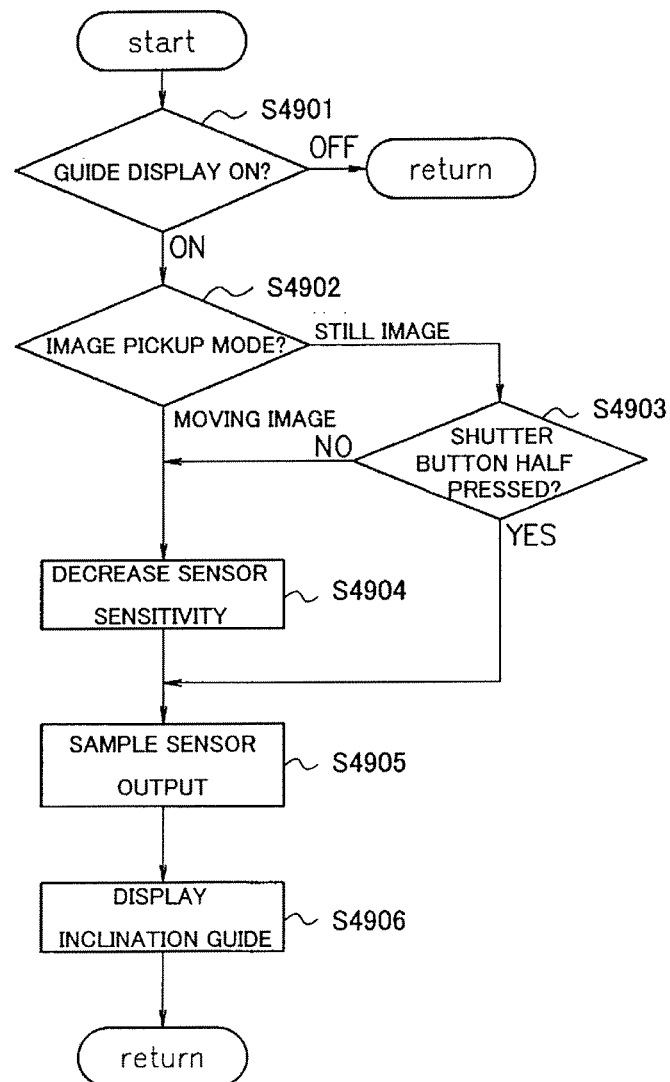 start
S4901
GUIDE DISPLAY ON?
OFF
return
ON
S4902
IMAGE PICKUP MODE?
STILL IMAGE
MOVING IMAGE
S4903
SHUTTER
BUTTON HALF
PRESSED?
NO
YES
DECREASE SENSOR
SENSITIVITY
S4904
SAMPLE SENSOR
OUTPUT
S4905
DISPLAY
INCLINATION GUIDE
S4906
return